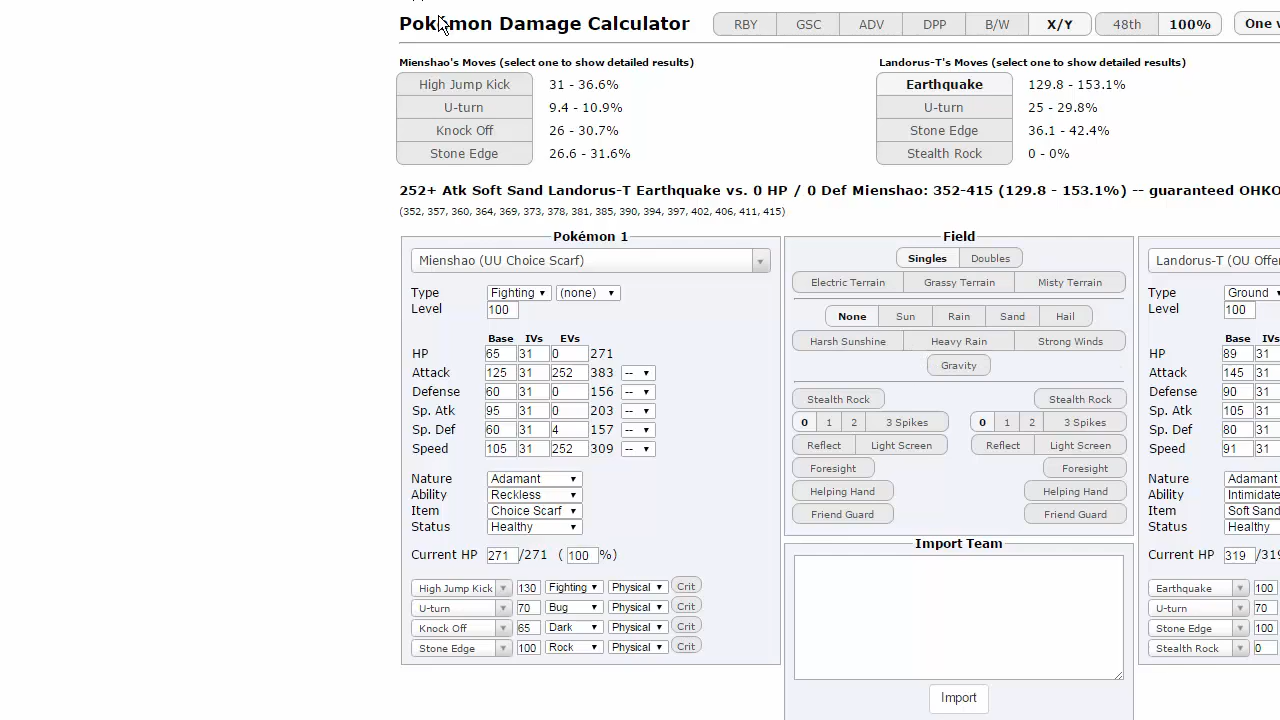 Pokémon Damage Calculator RBY GSC ADV DPP B/W X/Y 48th 100% One
Mienshao's Moves (select one to show detailed results)
High Jump Kick 31 - 36.6%
U-turn 9.4 - 10.9%
Knock Off 26 - 30.7%
Stone Edge 26.6 - 31.6%
Landorus-T's Moves (select one to show detailed results)
Earthquake 129.8 - 153.1%
U-turn 25 - 29.8%
Stone Edge 36.1 - 42.4%
Stealth Rock 0 - 0%
252+ Atk Soft Sand Landorus-T Earthquake vs. 0 HP / 0 Def Mienshao: 352-415 (129.8 - 153.1%) -- guaranteed OHKO
(352, 357, 360, 364, 369, 373, 378, 381, 385, 390, 394, 397, 402, 406, 411, 415)
Pokémon 1
Mienshao (UU Choice Scarf)
Type Fighting (none)
Level 100
Base IVs EVs
HP 65 31 0 271
Attack 125 31 252 383 --
Defense 60 31 0 156 --
Sp. Atk 95 31 0 203 --
Sp. Def 60 31 4 157 --
Speed 105 31 252 309 --
Nature Adamant
Ability Reckless
Item Choice Scarf
Status Healthy
Current HP 271 /271 ( 100 %)
High Jump Kick 130 Fighting Physical Crit
U-turn 70 Bug Physical Crit
Knock Off 65 Dark Physical Crit
Stone Edge 100 Rock Physical Crit
Field
Singles Doubles
Electric Terrain Grassy Terrain Misty Terrain
None Sun Rain Sand Hail
Harsh Sunshine Heavy Rain Strong Winds
Gravity
Stealth Rock Stealth Rock
0 1 2 3 Spikes 0 1 2 3 Spikes
Reflect Light Screen Reflect Light Screen
Foresight Foresight
Helping Hand Helping Hand
Friend Guard Friend Guard
Import Team
Import
Landorus-T (OU Offe
Type Ground
Level 100
Base IVs
HP 89 31
Attack 145 31
Defense 90 31
Sp. Atk 105 31
Sp. Def 80 31
Speed 91 31
Nature Adamant
Ability Intimidate
Item Soft Sand
Status Healthy
Current HP 319 /319
Earthquake 100
U-turn 70
Stone Edge 100
Stealth Rock 0